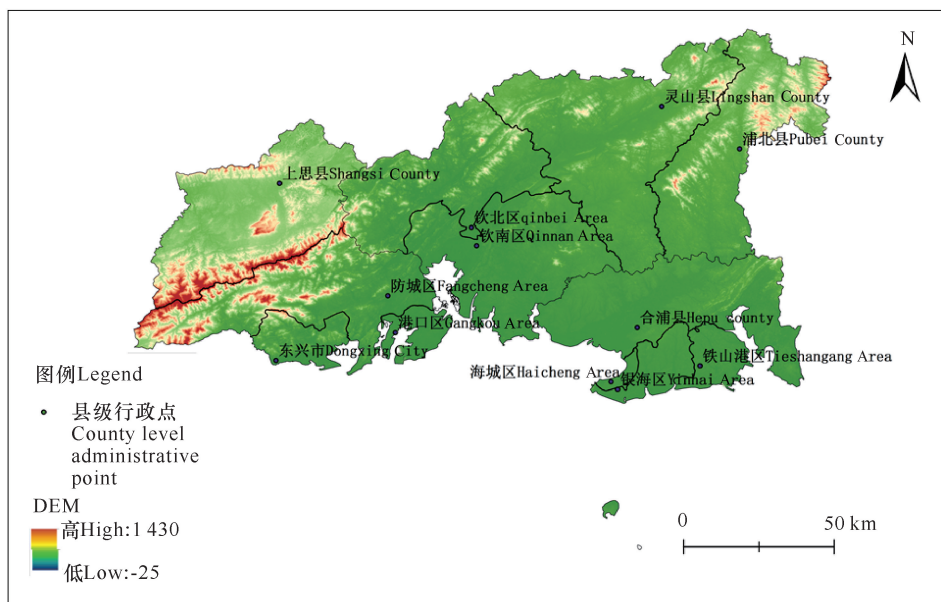 N
灵山县Lingshan County
浦北县Pubei County
上思县Shangsi County
钦北区qinbei Area
钦南区Qinnan Area
防城区Fangcheng Area
港口区Gangkou Area
合浦县Hepu county
东兴市Dongxing City
铁山港区Tieshangang Area
海城区Haicheng Area
银海区Yinhai Area
图例Legend
县级行政点
County level
administrative
point
DEM
高High:1 430
低Low:-25
0 50 km